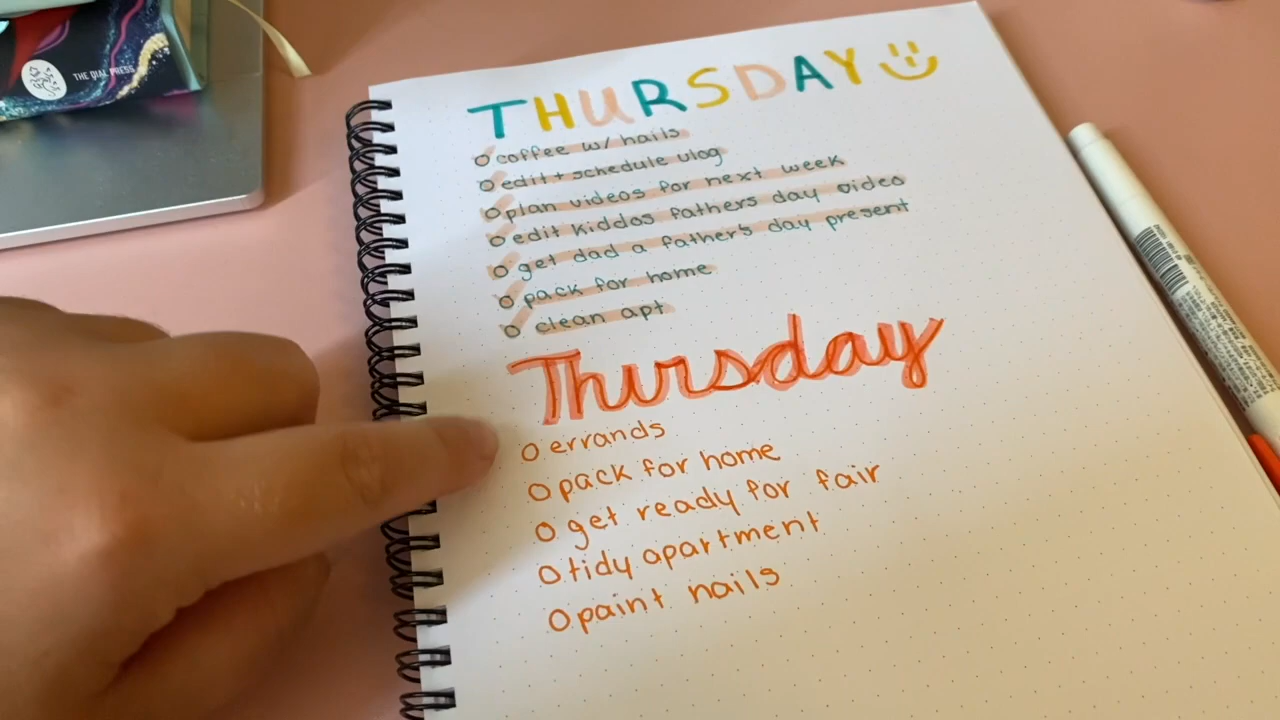 THE DIAL PRESS
THURSDAY
coffee w/ hails
edit + schedule vlog
plan videos for next week
edit kiddos fathers day video
get dad a father's day present
pack for home
clean apt
Thursday
errands
pack for home
get ready for fair
tidy apartment
paint nails